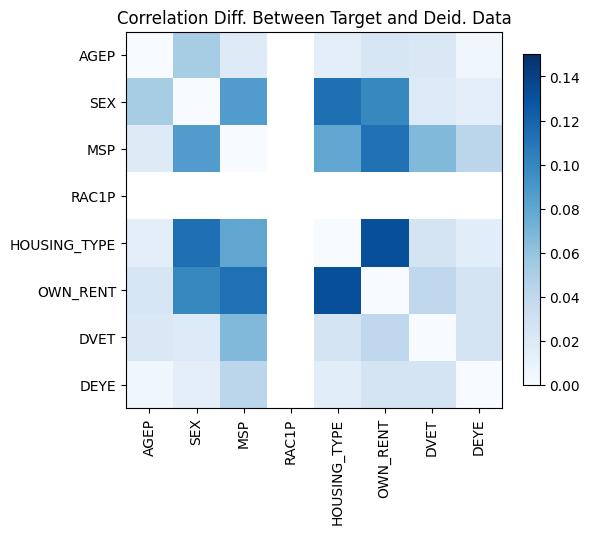 Correlation Diff. Between Target and Deid. Data
AGEP
SEX
MSP
RAC1P
HOUSING_TYPE
OWN_RENT
DVET
DEYE
AGEP
SEX
MSP
RAC1P
HOUSING_TYPE
OWN_RENT
DVET
DEYE
0.14
0.12
0.10
0.08
0.06
0.04
0.02
0.00